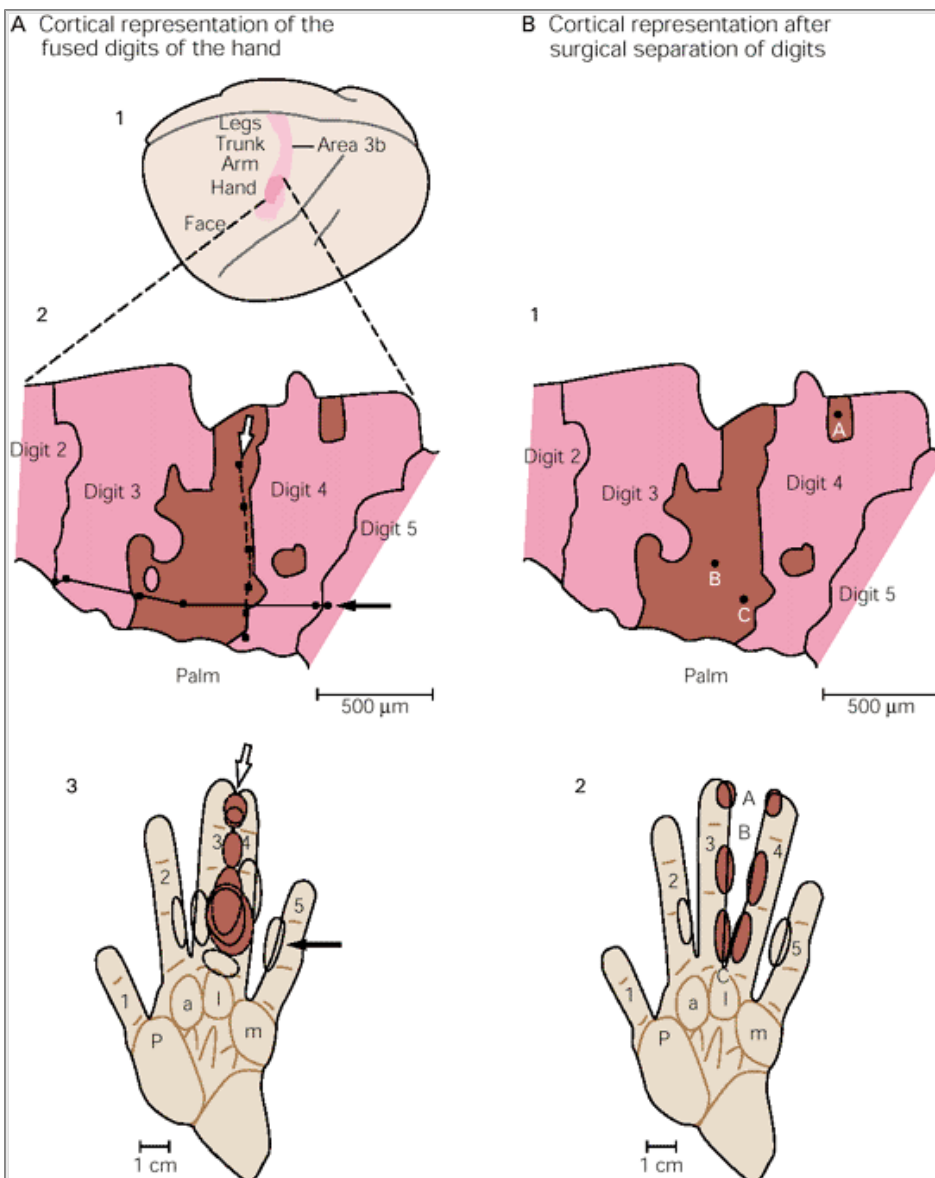 A Cortical representation of the
fused digits of the hand
1
Legs
Trunk
Area 3b
Arm
Hand
Face
2
Digit 2
Digit 3
Digit 4
Digit 5
Palm
500 μm
3
3
4
2
5
1
a
l
P
m
1 cm
B Cortical representation after
surgical separation of digits
1
A
Digit 2
Digit 3
Digit 4
B
C
Digit 5
Palm
500 μm
2
A
B
3
4
2
5
C
1
a
l
P
m
1 cm